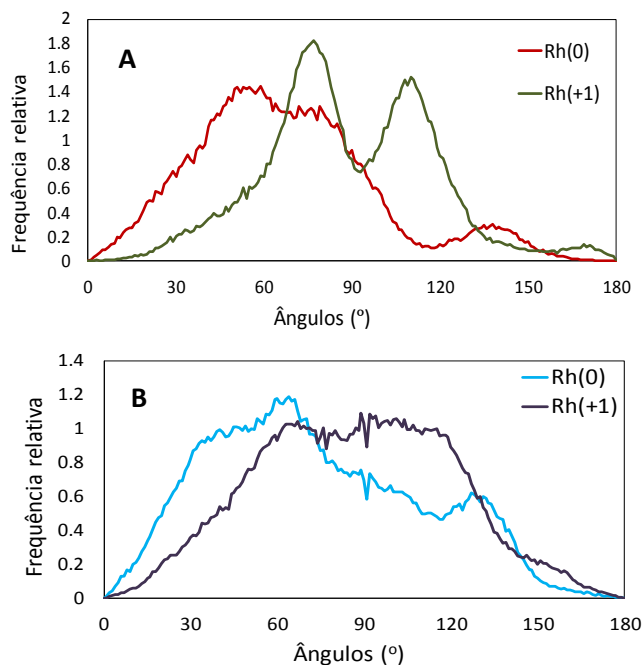 2
1.8
1.6
1.4
1.2
1
0.8
0.6
0.4
0.2
0
A
Rh(0)
Rh(+1)
Frequência relativa
0 30 60 90 120 150 180
Ângulos (º)
1.4
1.2
1
0.8
0.6
0.4
0.2
0
B
Rh(0)
Rh(+1)
Frequência relativa
0 30 60 90 120 150 180
Ângulos (º)